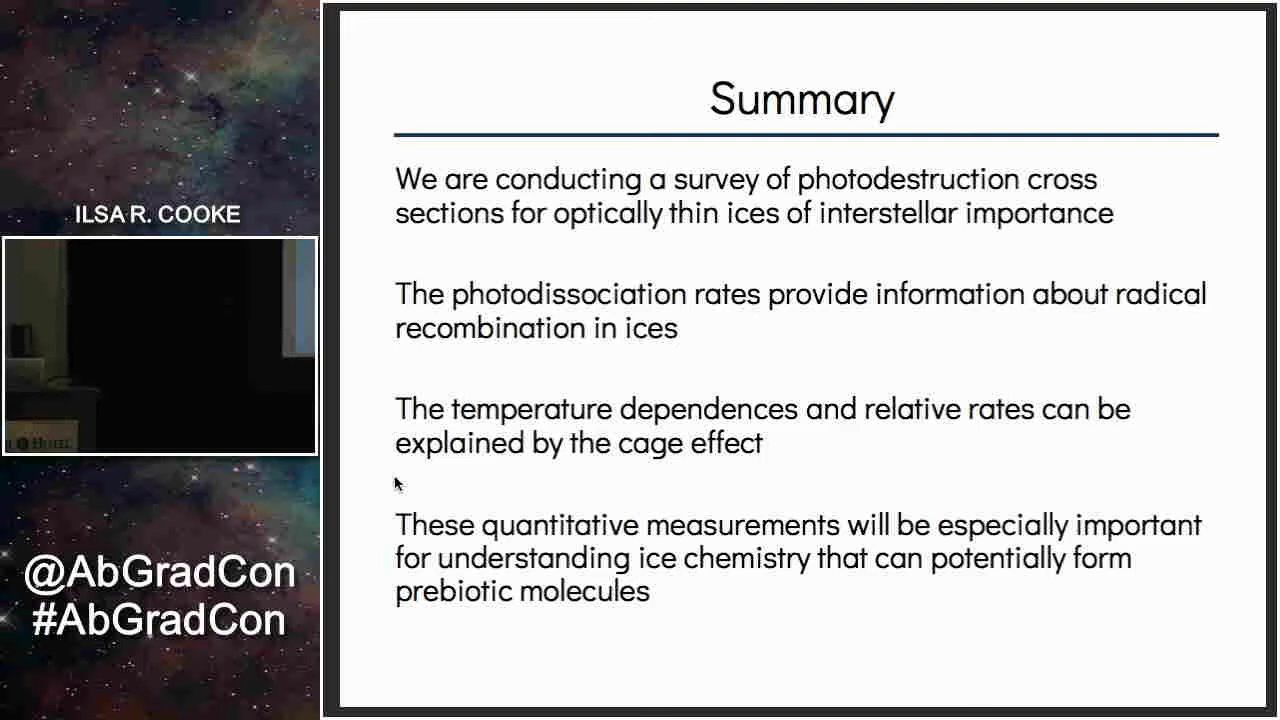 ILSA R. COOKE
@AbGradCon
#AbGradCon
Summary
We are conducting a survey of photodestruction cross
sections for optically thin ices of interstellar importance
The photodissociation rates provide information about radical
recombination in ices
The temperature dependences and relative rates can be
explained by the cage effect
These quantitative measurements will be especially important
for understanding ice chemistry that can potentially form
prebiotic molecules